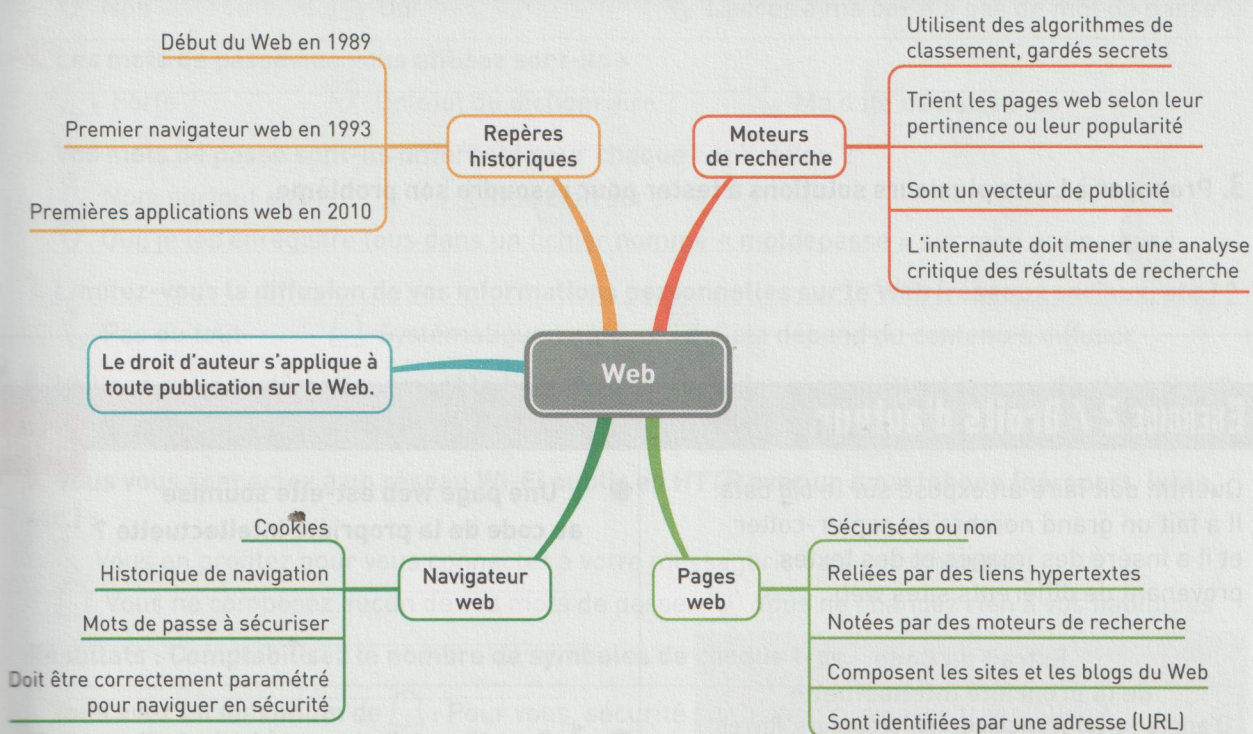 Début du Web en 1989
Premier navigateur web en 1993
Premières applications web en 2010
Repères
historiques
Moteurs
de recherche
Utilisent des algorithmes de
classement, gardés secrets
Trient les pages web selon leur
pertinence ou leur popularité
Sont un vecteur de publicité
L'internaute doit mener une analyse
critique des résultats de recherche
Le droit d'auteur s'applique à
toute publication sur le Web.
Web
Cookies
Historique de navigation
Mots de passe à sécuriser
Doit être correctement paramétré
pour naviguer en sécurité
Navigateur
web
Pages
web
Sécurisées ou non
Reliées par des liens hypertextes
Notées par des moteurs de recherche
Composent les sites et les blogs du Web
Sont identifiées par une adresse (URL)